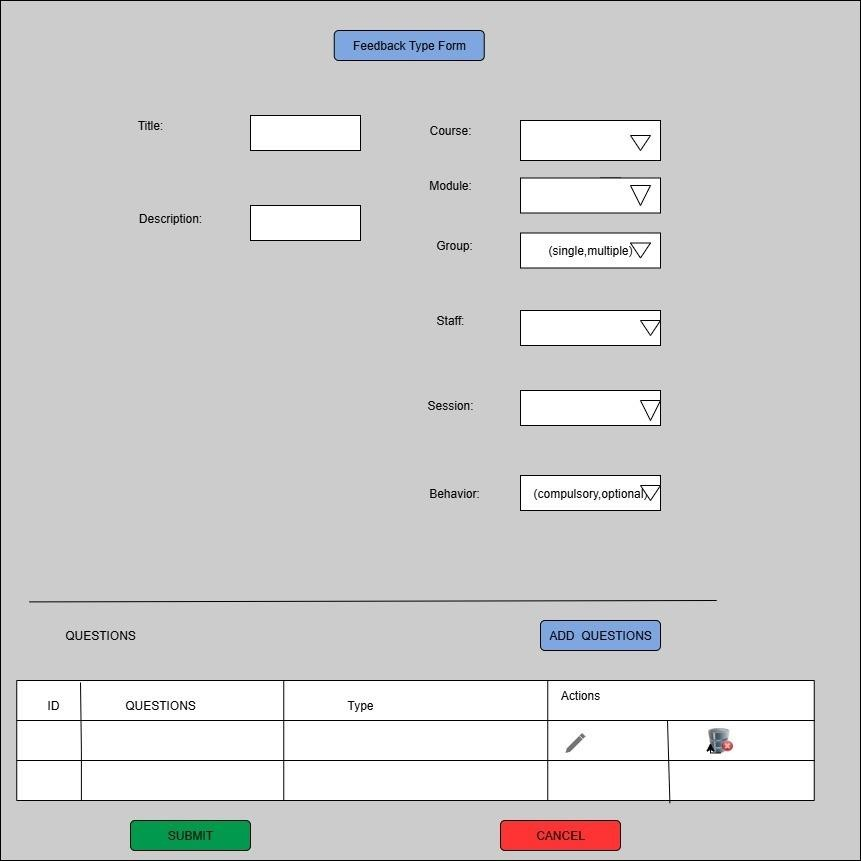 Feedback Type Form
Title:
Description:
Course:
Module:
Group: (single,multiple)
Staff:
Session:
Behavior: (compulsory,optional)
QUESTIONS
ADD QUESTIONS
ID QUESTIONS Type Actions
SUBMIT
CANCEL